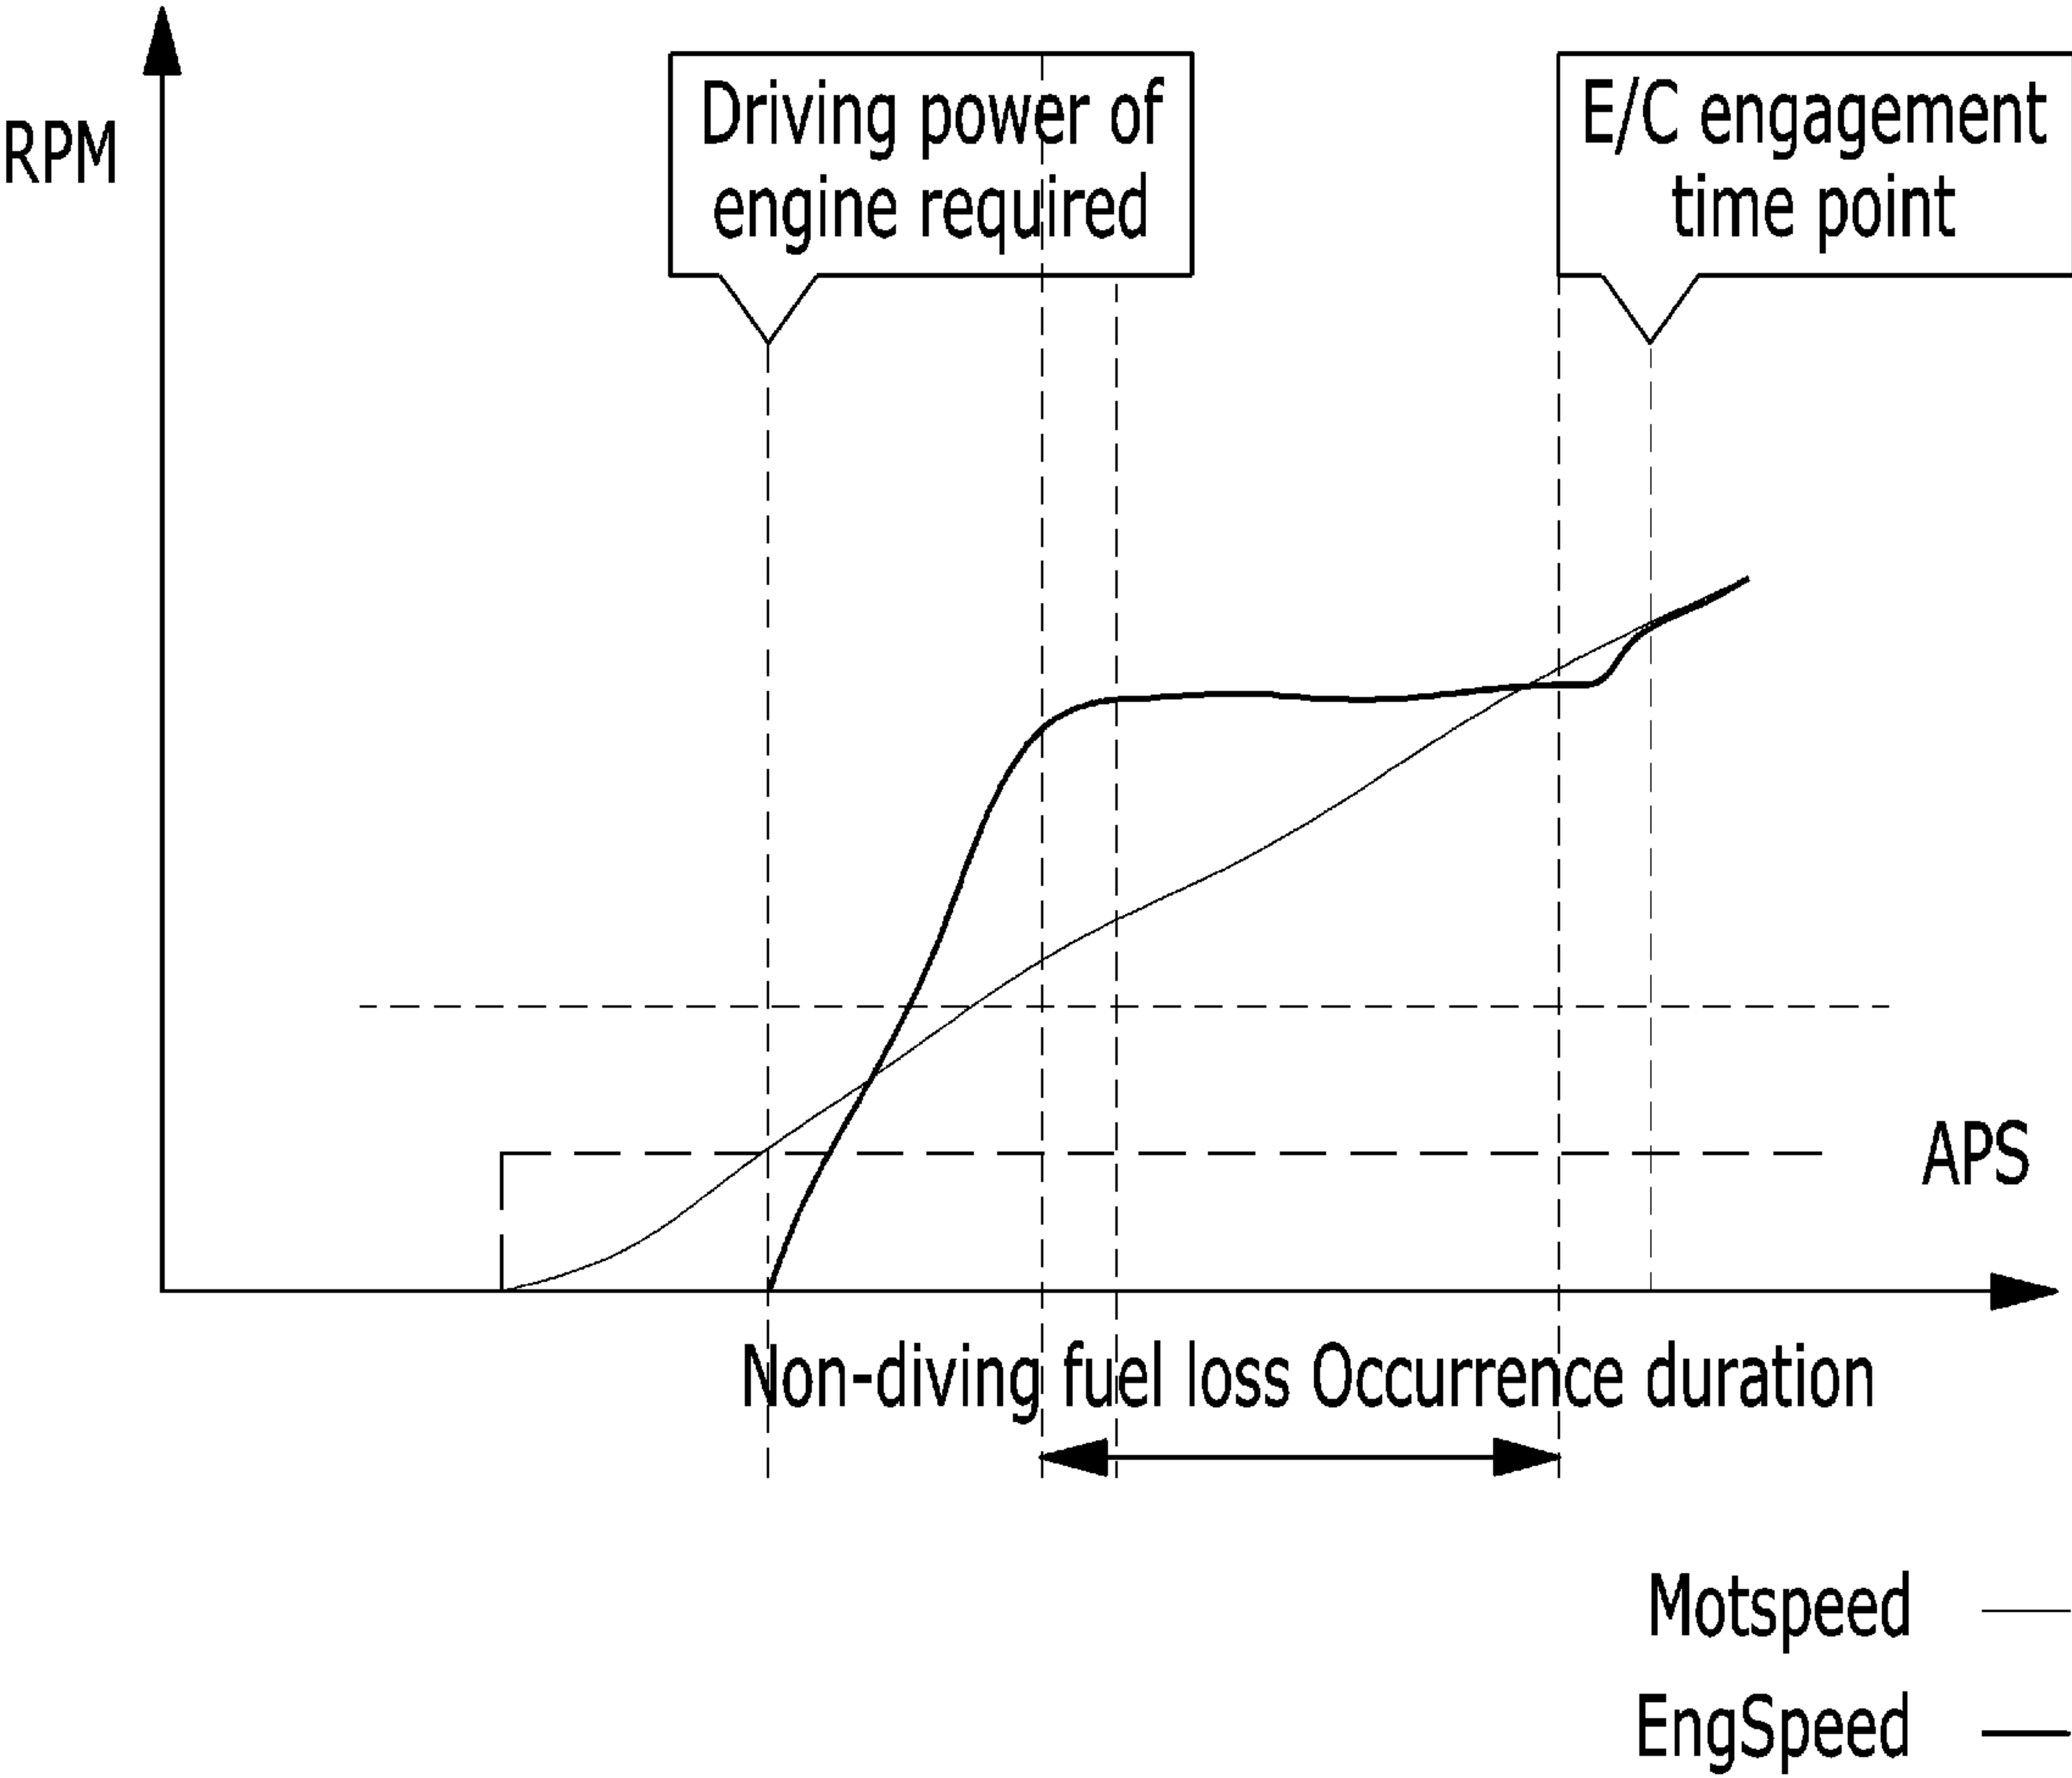 RPM
Driving power of
engine required
E/C engagement
time point
APS
Non-diving fuel loss Occurrence duration
Motspeed
EngSpeed